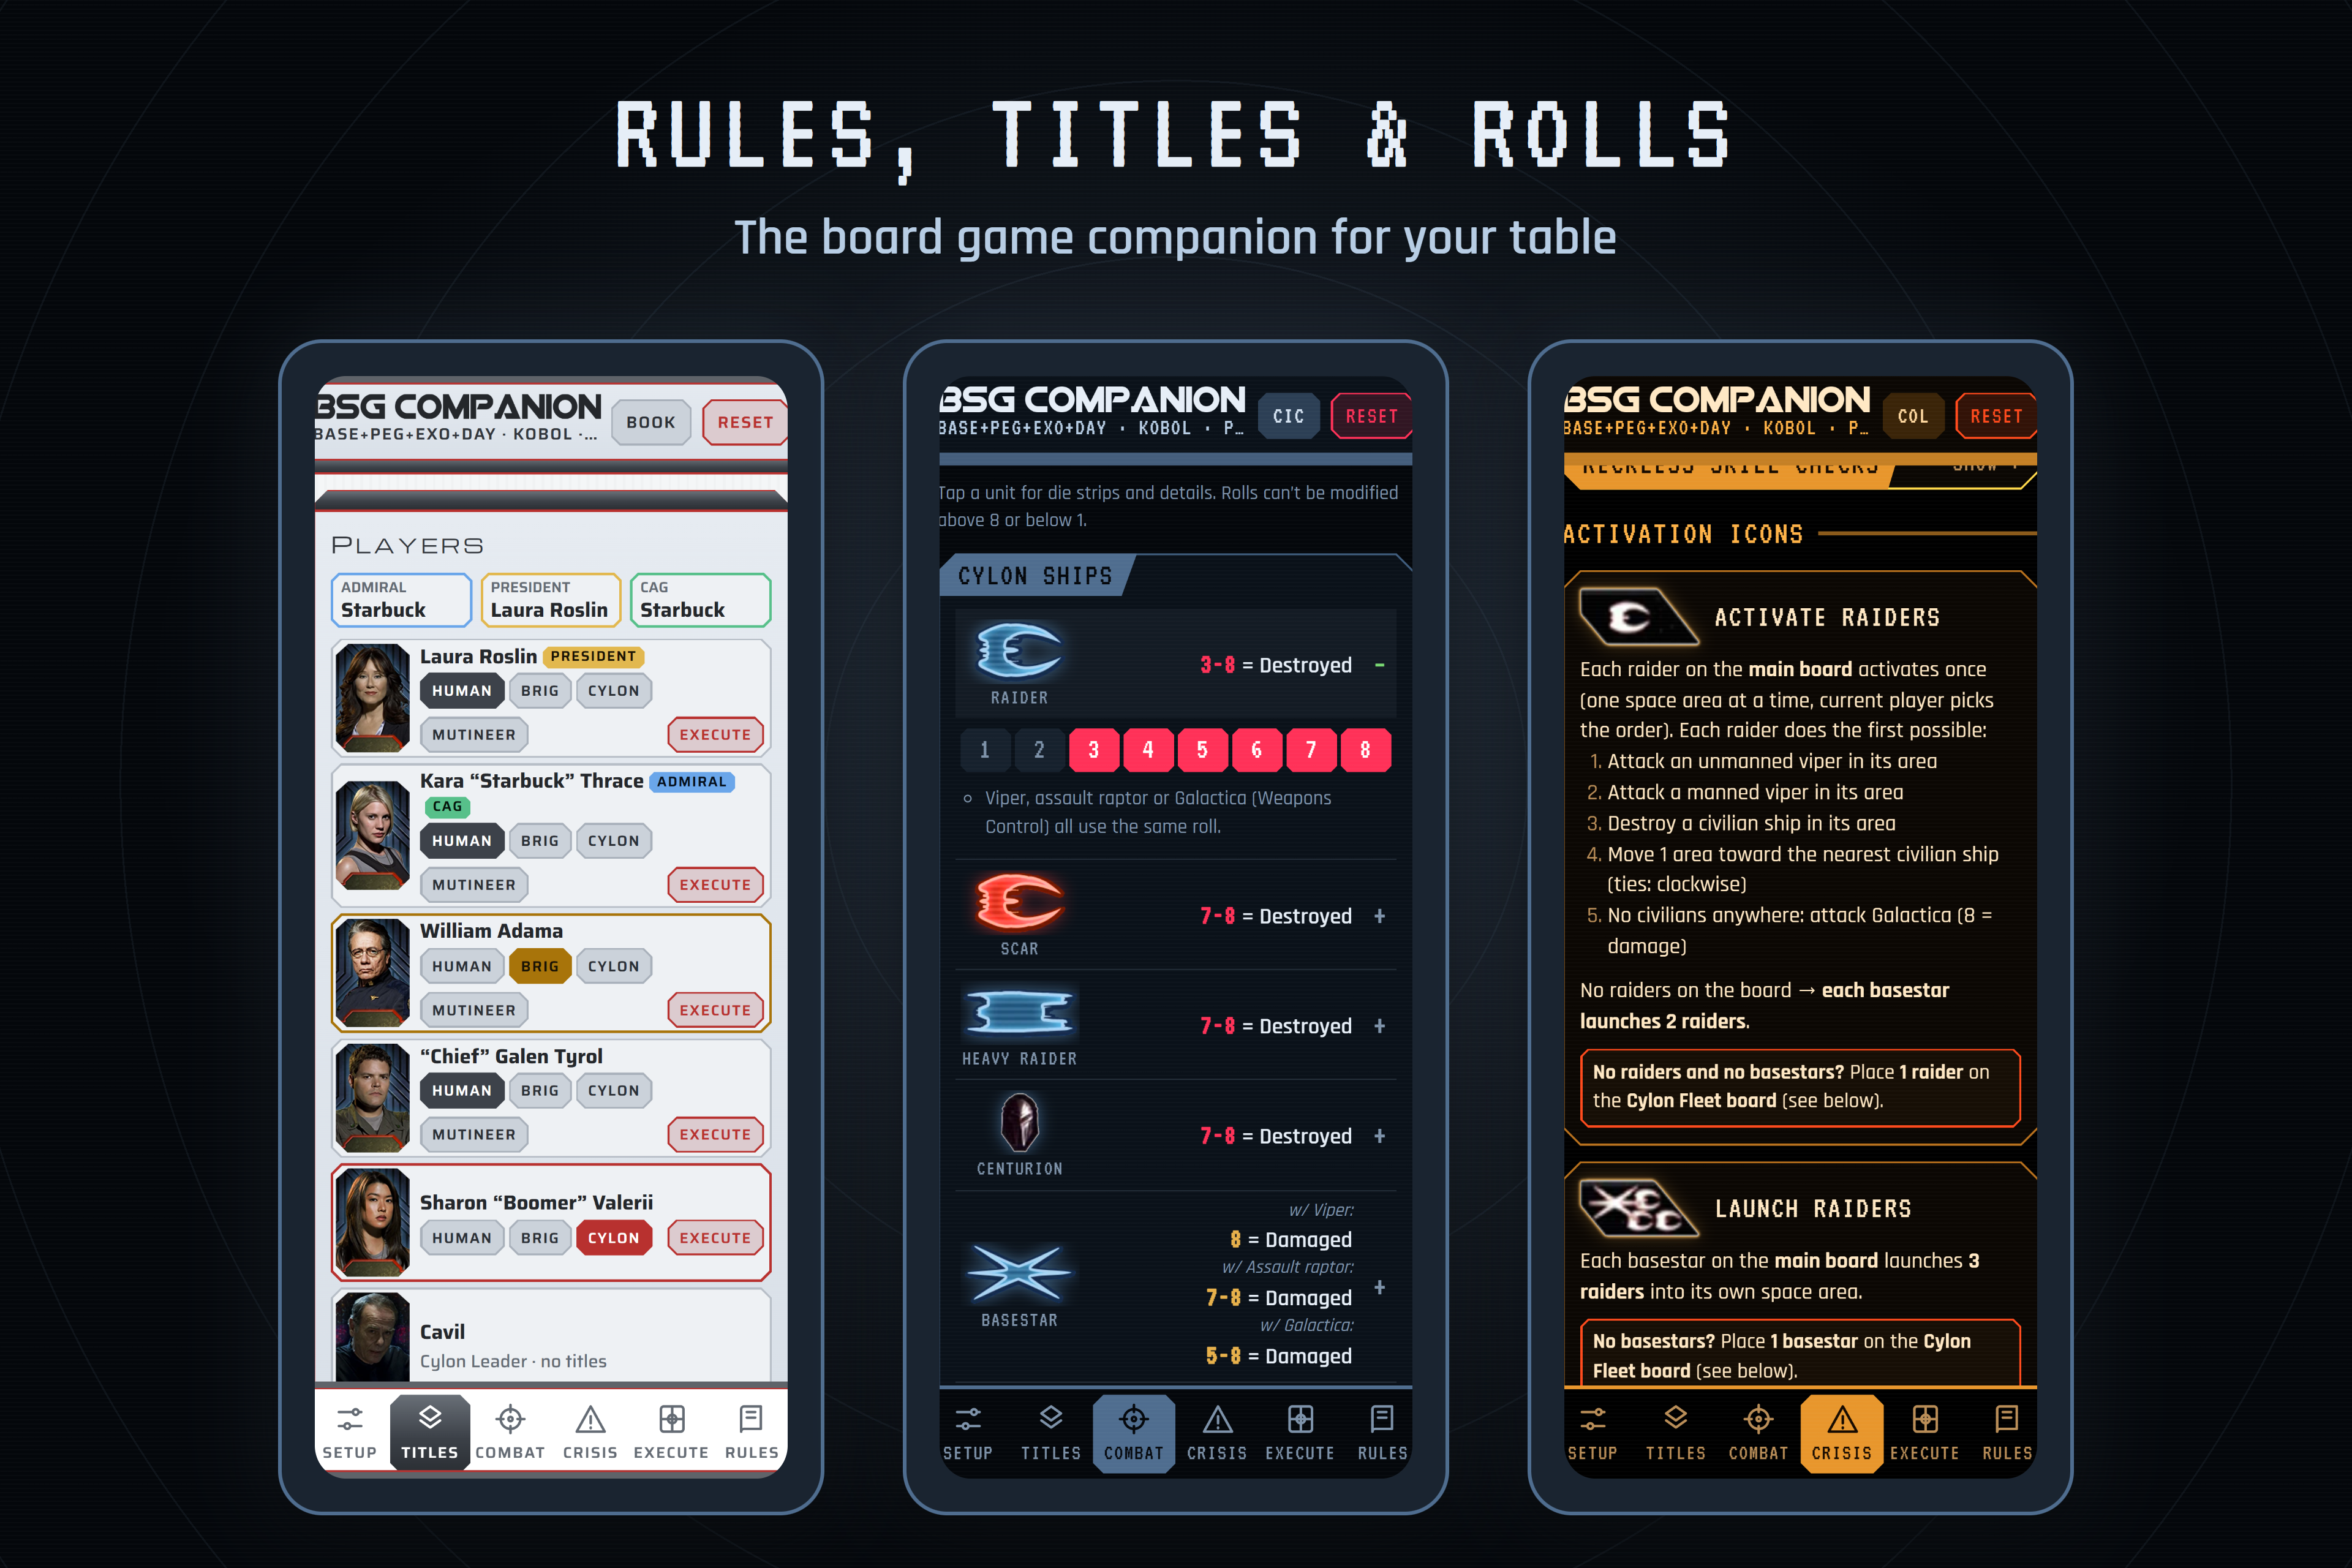 RULES, TITLES & ROLLS
The board game companion for your table
BSG COMPANION
BASE+PEG+EXO+DAY · KOBOL ·…
BOOK
RESET
PLAYERS
ADMIRAL
Starbuck
PRESIDENT
Laura Roslin
CAG
Starbuck
Laura Roslin PRESIDENT
HUMAN BRIG CYLON
MUTINEER EXECUTE
Kara “Starbuck” Thrace ADMIRAL
CAG
HUMAN BRIG CYLON
MUTINEER EXECUTE
William Adama
HUMAN BRIG CYLON
MUTINEER EXECUTE
“Chief” Galen Tyrol
HUMAN BRIG CYLON
MUTINEER EXECUTE
Sharon “Boomer” Valerii
HUMAN BRIG CYLON EXECUTE
Cavil
Cylon Leader · no titles
SETUP TITLES COMBAT CRISIS EXECUTE RULES
BSG COMPANION
BASE+PEG+EXO+DAY · KOBOL · P…
CIC
RESET
Tap a unit for die strips and details. Rolls can’t be modified
above 8 or below 1.
CYLON SHIPS
RAIDER
3-8 = Destroyed −
1 2 3 4 5 6 7 8
Viper, assault raptor or Galactica (Weapons
Control) all use the same roll.
SCAR
7-8 = Destroyed +
HEAVY RAIDER
7-8 = Destroyed +
CENTURION
7-8 = Destroyed +
BASESTAR
w/ Viper:
8 = Damaged
w/ Assault raptor:
7-8 = Damaged +
w/ Galactica:
5-8 = Damaged
SETUP TITLES COMBAT CRISIS EXECUTE RULES
BSG COMPANION
BASE+PEG+EXO+DAY · KOBOL · P…
COL
RESET
RECKLESS SKILL CHECKS SHOW +
ACTIVATION ICONS
ACTIVATE RAIDERS
Each raider on the main board activates once
(one space area at a time, current player picks
the order). Each raider does the first possible:
1. Attack an unmanned viper in its area
2. Attack a manned viper in its area
3. Destroy a civilian ship in its area
4. Move 1 area toward the nearest civilian ship
(ties: clockwise)
5. No civilians anywhere: attack Galactica (8 =
damage)
No raiders on the board → each basestar
launches 2 raiders.
No raiders and no basestars? Place 1 raider on
the Cylon Fleet board (see below).
LAUNCH RAIDERS
Each basestar on the main board launches 3
raiders into its own space area.
No basestars? Place 1 basestar on the Cylon
Fleet board (see below).
SETUP TITLES COMBAT CRISIS EXECUTE RULES